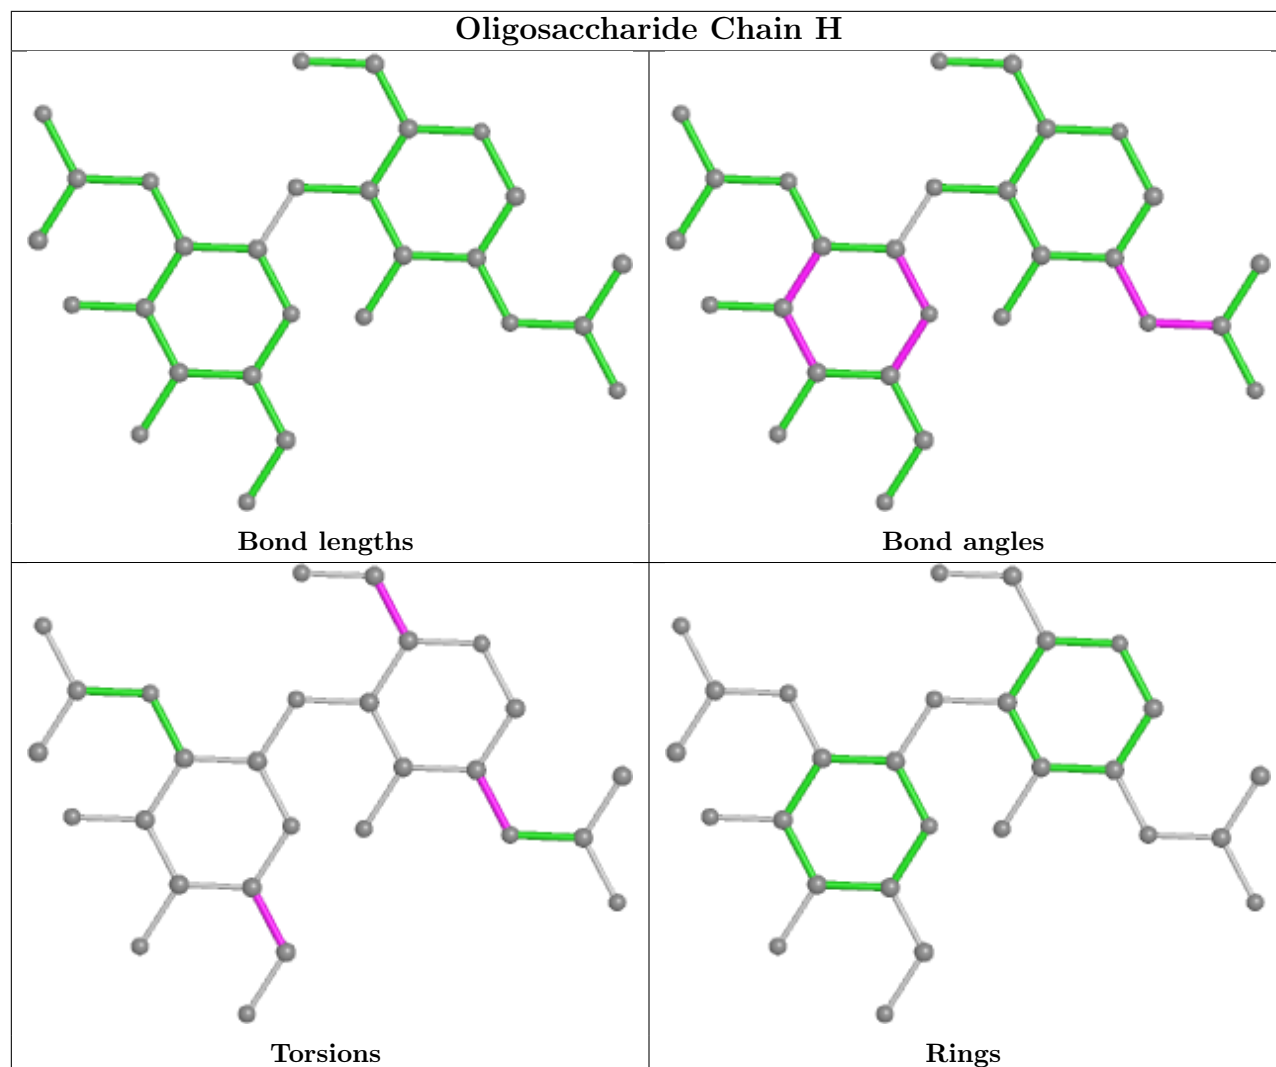 Oligosaccharide Chain H
Bond lengths
Bond angles
Torsions
Rings